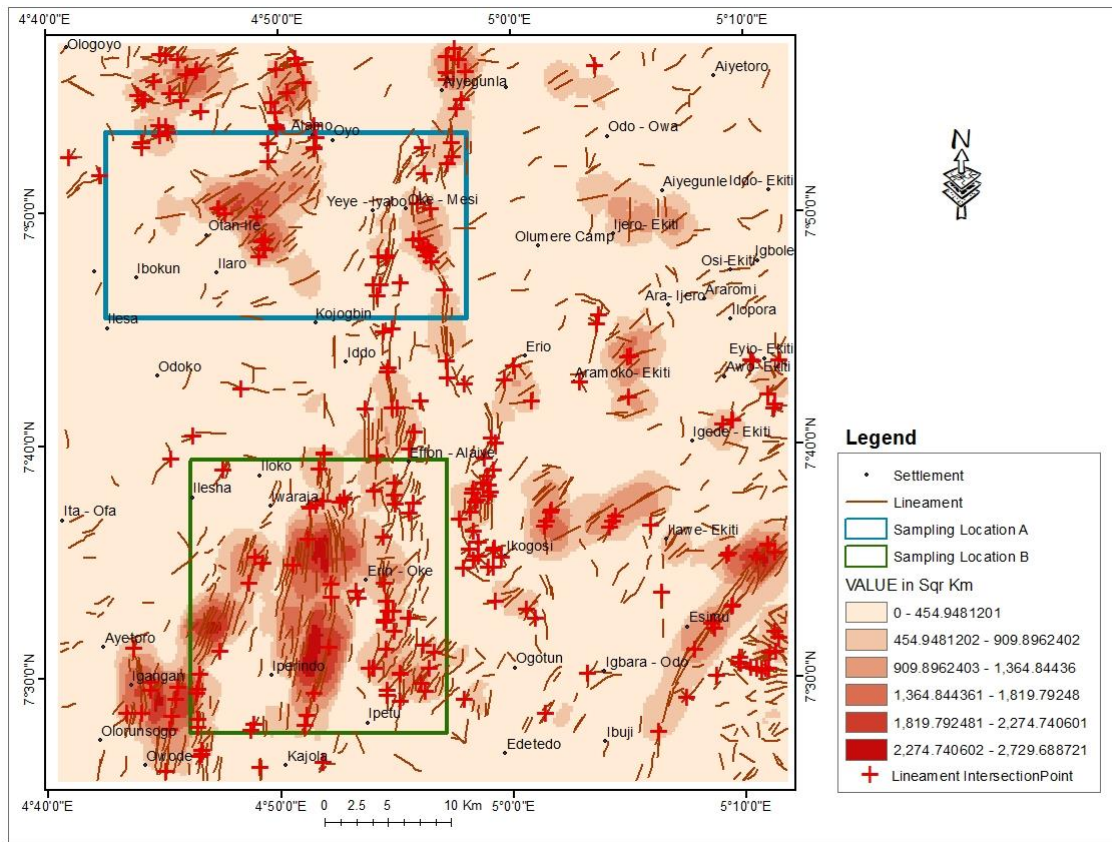 4°40'0"E 4°50'0"E 5°0'0"E 5°10'0"E
Ologoyo
Aiyegunla
Aiyetoro
Alamo
Oyo
Odo - Owa
7°50'0"N
7°50'0"N
Aiyegunle
Iddo- Ekiti
Yeye - Iyabo
Oke - Mesi
Otan-Ile
Olumere Camp
Ijero- Ekiti
Igbole
Osi-Ekiti
Ibokun
Ilaro
Ara- Ijero
Araromi
Ilesa
Kojogbin
Ilopora
Odoko
Iddo
Erio
Aramoko- Ekiti
Eyio- Ekiti
Awo- Ekiti
7°40'0"N
7°40'0"N
Igede - Ekiti
Effon - Alaiye
Iloko
Ilesha
Iwaraja
Ita - Ofa
Ikogosi
Ilawe- Ekiti
Erin - Oke
Esimu
Ayetoro
Igangan
Iperindo
Ogotun
Igbara - Odo
7°30'0"N
7°30'0"N
Olorunsogo
Ipetu
Ibuji
Owode
Kajola
Edetedo
4°40'0"E 4°50'0"E 5°0'0"E 5°10'0"E
0 2.5 5 10 Km
N
Legend
Settlement
Lineament
Sampling Location A
Sampling Location B
VALUE in Sqr Km
0 - 454.9481201
454.9481202 - 909.8962402
909.8962403 - 1,364.84436
1,364.844361 - 1,819.79248
1,819.792481 - 2,274.740601
2,274.740602 - 2,729.688721
Lineament IntersectionPoint